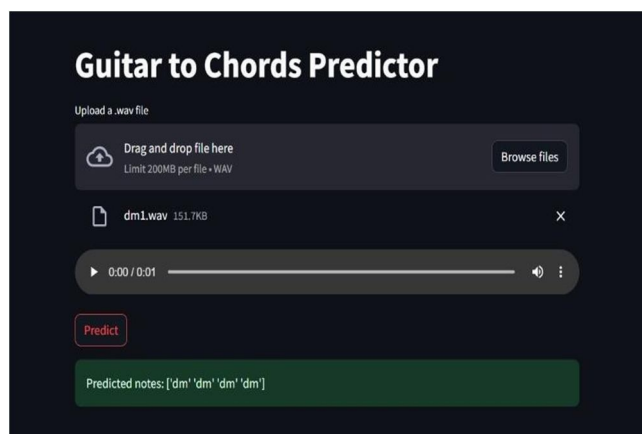 Guitar to Chords Predictor
Upload a .wav file
Drag and drop file here
Limit 200MB per file • WAV
Browse files
dm1.wav 151.7KB
0:00 / 0:01
Predict
Predicted notes: ['dm' 'dm' 'dm' 'dm']